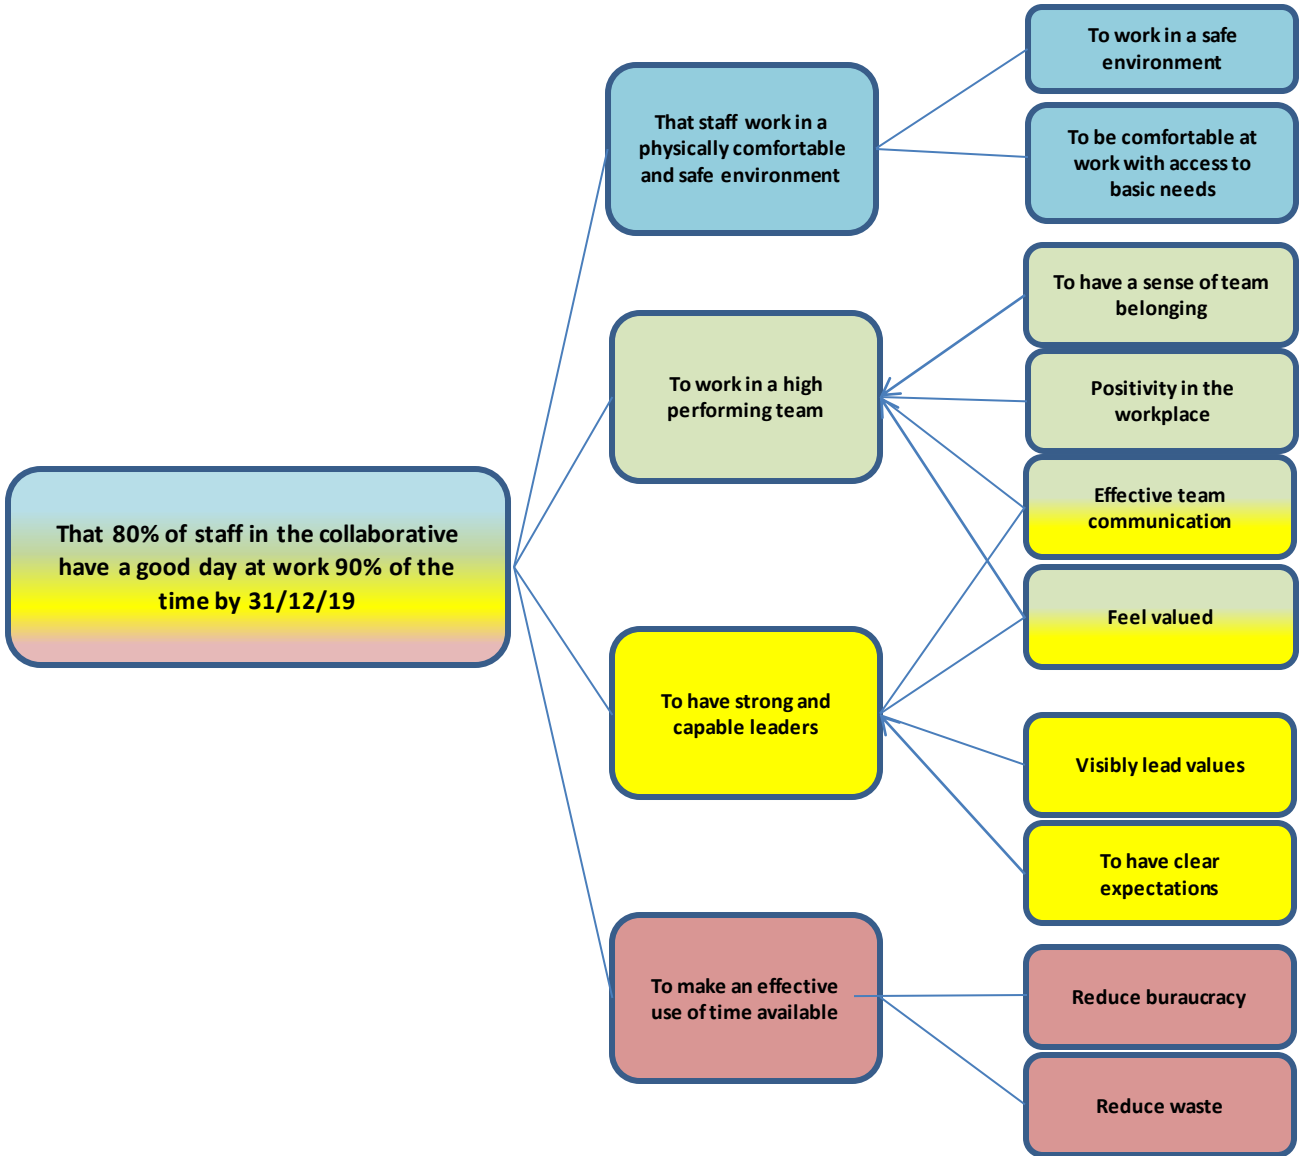 To work in a safe
environment
That staff work in a
physically comfortable
and safe environment
To be comfortable at
work with access to
basic needs
To have a sense of team
belonging
To work in a high
performing team
Positivity in the
workplace
Effective team
communication
That 80% of staff in the collaborative
have a good day at work 90% of the
time by 31/12/19
Feel valued
To have strong and
capable leaders
Visibly lead values
To have clear
expectations
To make an effective
use of time available
Reduce buraucracy
Reduce waste